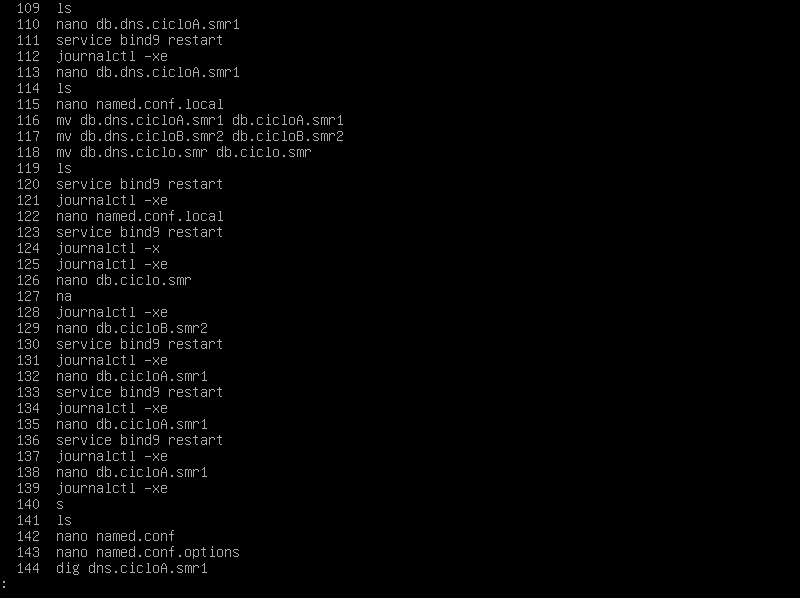 109 ls
110 nano db.dns.cicloA.smr1
111 service bind9 restart
112 journalctl -xe
113 nano db.dns.cicloA.smr1
114 ls
115 nano named.conf.local
116 mv db.dns.cicloA.smr1 db.cicloA.smr1
117 mv db.dns.cicloB.smr2 db.cicloB.smr2
118 mv db.dns.ciclo.smr db.ciclo.smr
119 ls
120 service bind9 restart
121 journalctl -xe
122 nano named.conf.local
123 service bind9 restart
124 journalctl -x
125 journalctl -xe
126 nano db.ciclo.smr
127 na
128 journalctl -xe
129 nano db.cicloB.smr2
130 service bind9 restart
131 journalctl -xe
132 nano db.cicloA.smr1
133 service bind9 restart
134 journalctl -xe
135 nano db.cicloA.smr1
136 service bind9 restart
137 journalctl -xe
138 nano db.cicloA.smr1
139 journalctl -xe
140 s
141 ls
142 nano named.conf
143 nano named.conf.options
144 dig dns.cicloA.smr1
: